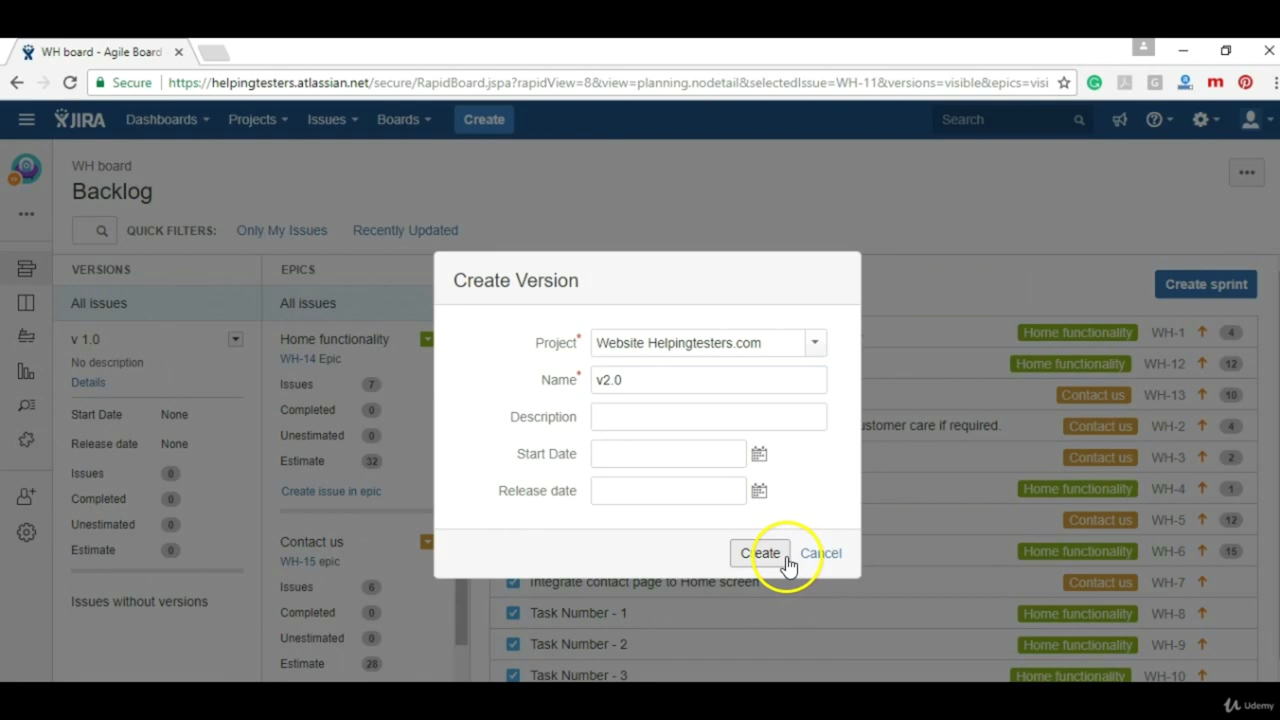 WH board - Agile Board
Secure https://helpingtesters.atlassian.net/secure/RapidBoard.jspa?rapidView=8&view=planning.nodetail&selectedIssue=WH-11&versions=visible&epics=visi
JIRA Dashboards Projects Issues Boards Create Search
WH board
Backlog
QUICK FILTERS: Only My Issues Recently Updated
VERSIONS
All issues
v 1.0
No description
Details
Start Date None
Release date None
Issues 0
Completed 0
Unestimated 0
Estimate 0
Issues without versions
EPICS
All issues
Home functionality
WH-14 Epic
Issues 7
Completed 0
Unestimated 0
Estimate 32
Create issue in epic
Contact us
WH-15 epic
Issues 6
Completed 0
Unestimated 0
Estimate 28
Create Version
Project* Website Helpingtesters.com
Name* v2.0
Description
Start Date
Release date
Create Cancel
Create sprint
Home functionality WH-1 4
Home functionality WH-12 12
Contact us WH-13 10
ustomer care if required. Contact us WH-2 4
Contact us WH-3 2
Home functionality WH-4 1
Contact us WH-5 12
Home functionality WH-6 15
Integrate contact page to Home screen Contact us WH-7
Task Number - 1 Home functionality WH-8
Task Number - 2 Home functionality WH-9
Task Number - 3 Home functionality WH-10
Udemy